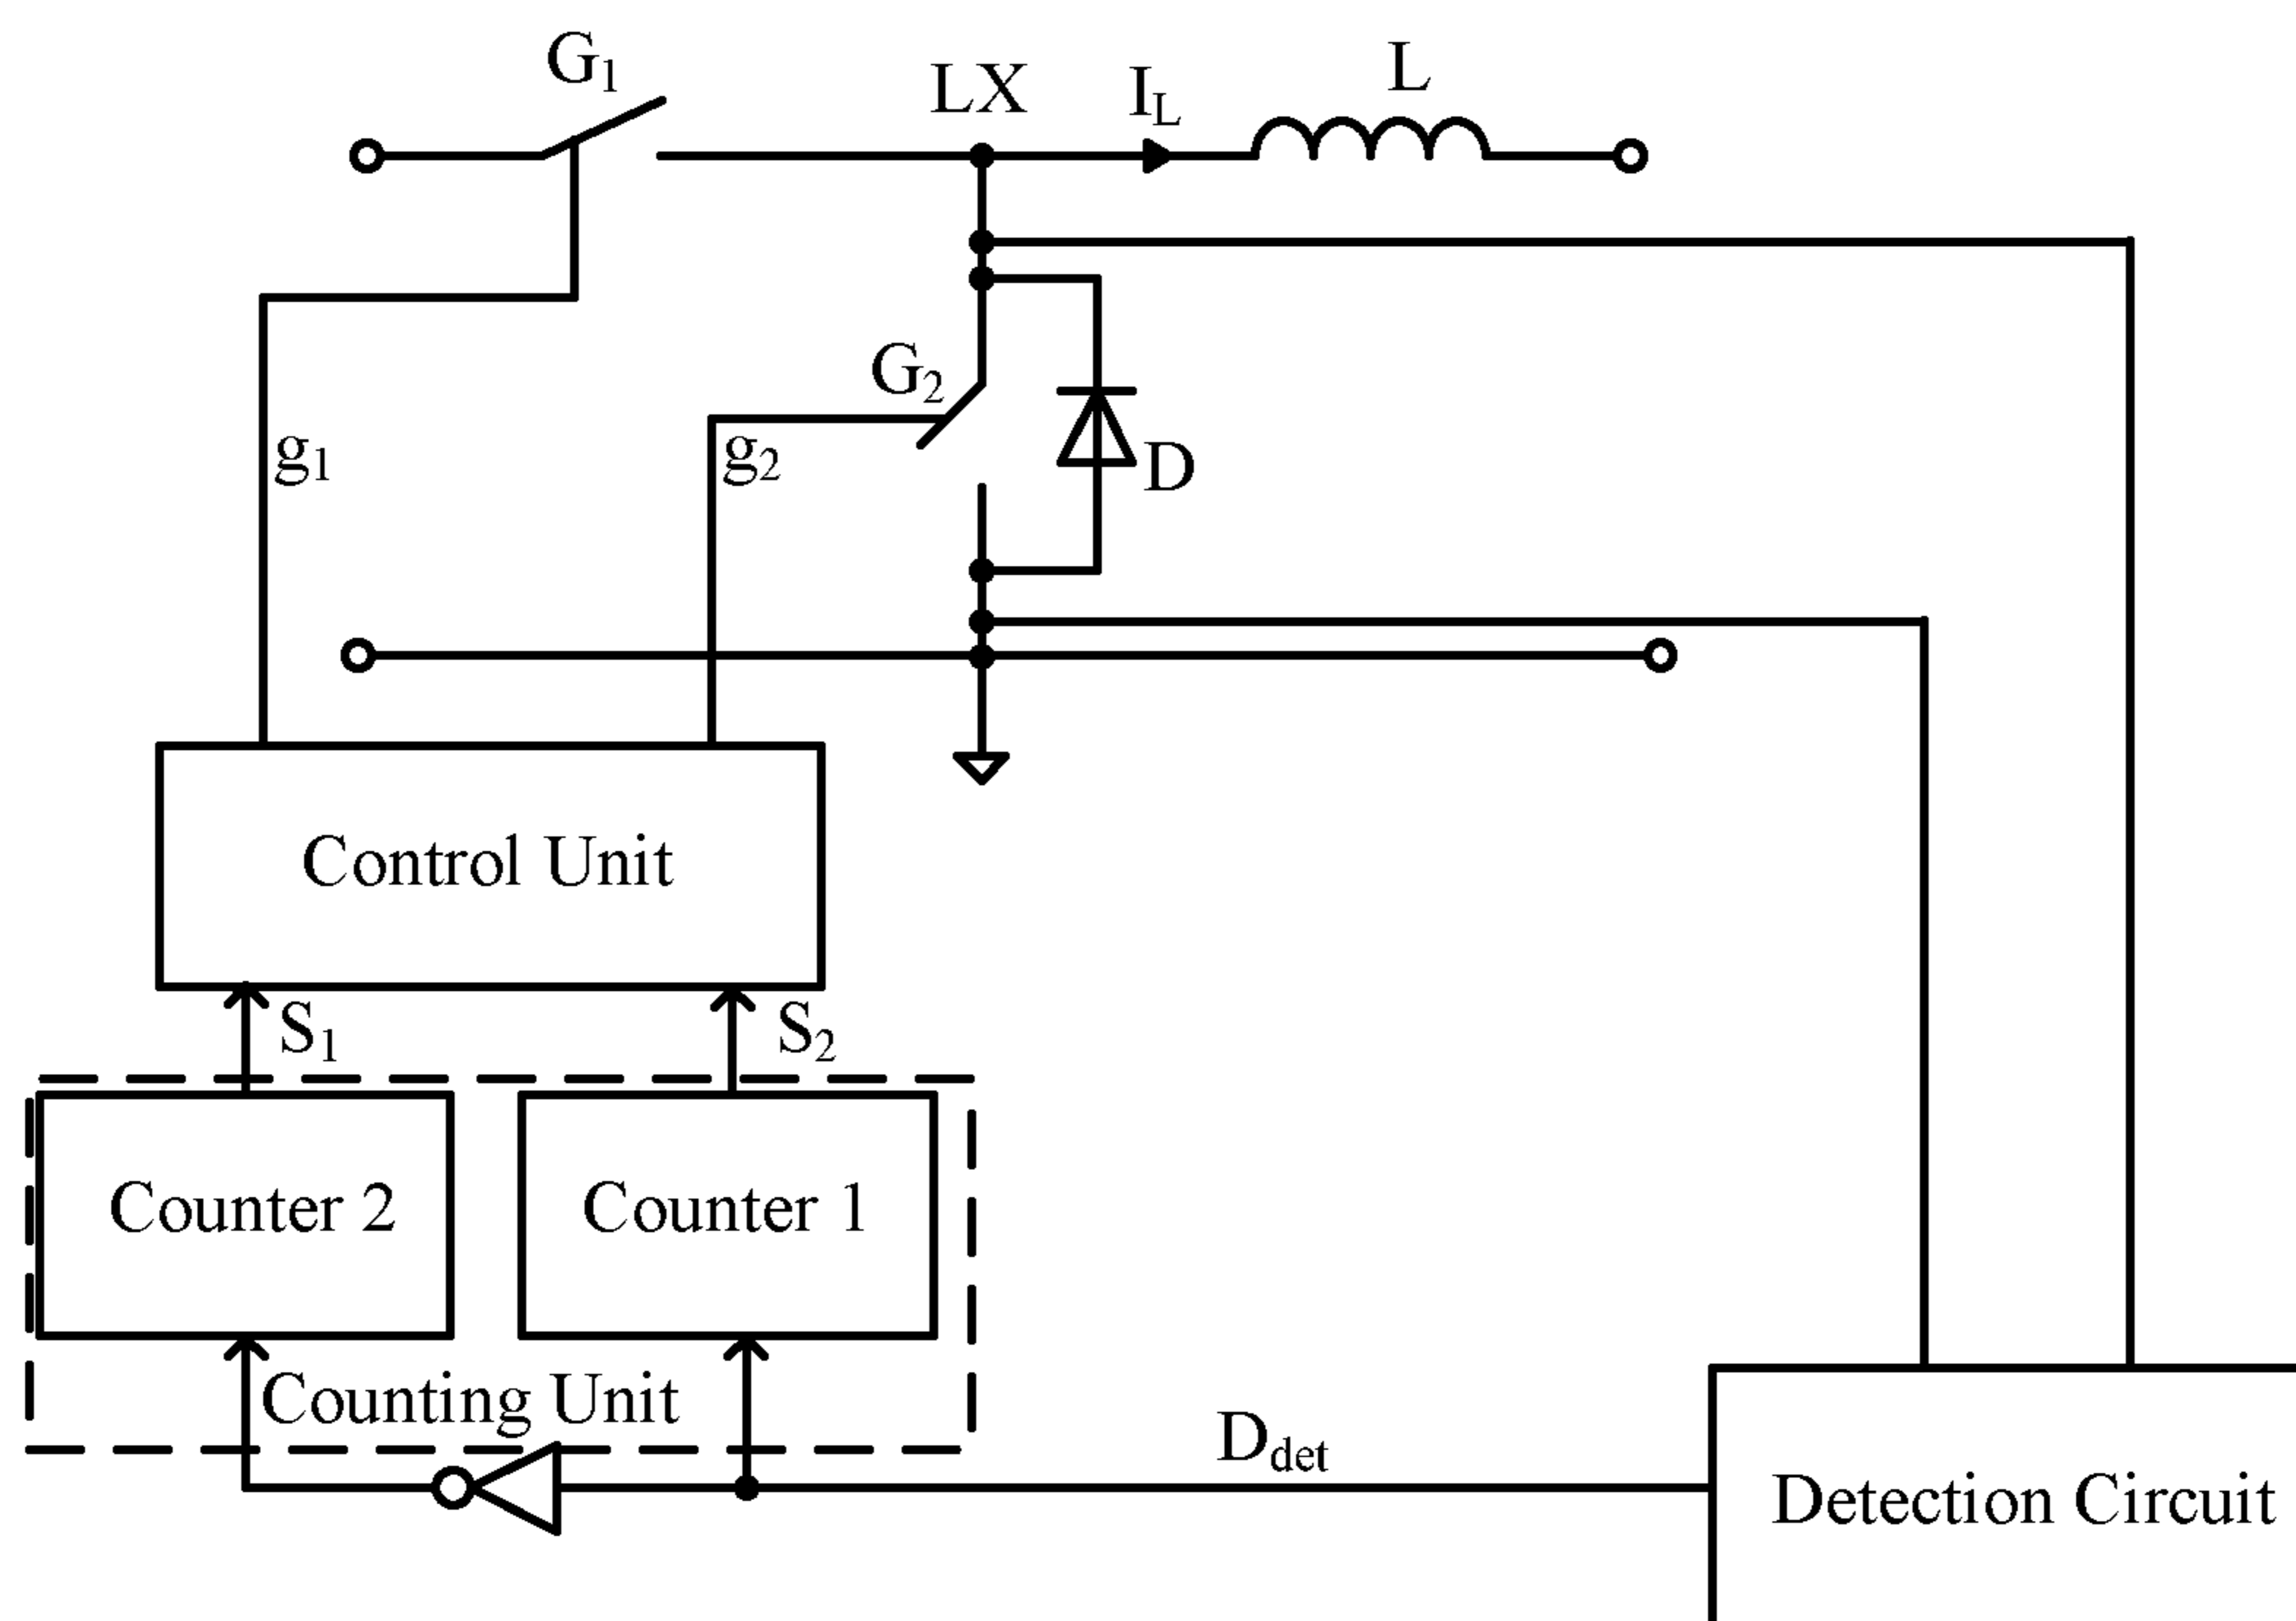 G1
LX
IL
L
G2
g1
g2
D
Control Unit
S1
S2
Counter 2
Counter 1
Counting Unit
Ddet
Detection Circuit